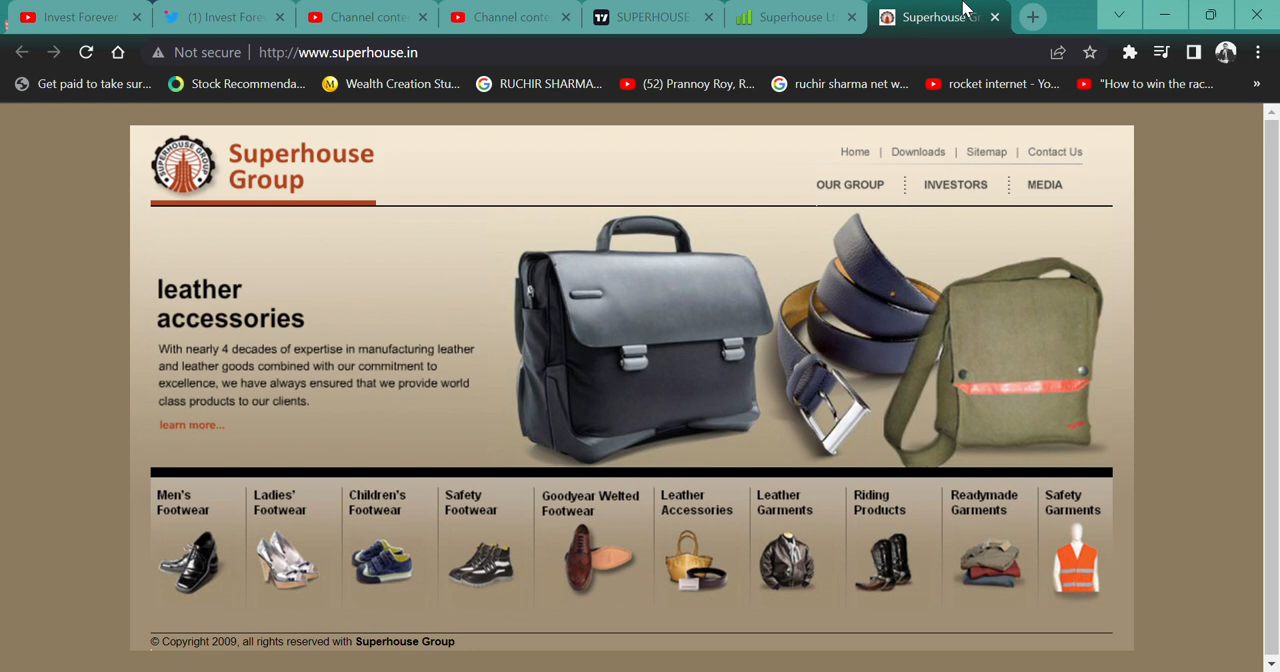 Invest Forever
(1) Invest Fore
Channel conte
Channel conte
SUPERHOUSE
Superhouse Lt
Superhouse Gr
Not secure
http://www.superhouse.in
Get paid to take sur...
Stock Recommenda...
Wealth Creation Stu...
RUCHIR SHARMA...
(52) Prannoy Roy, R...
ruchir sharma net w...
rocket internet - Yo...
"How to win the rac...
SUPERHOUSE GROUP
Superhouse
Group
Home | Downloads | Sitemap | Contact Us
OUR GROUP
INVESTORS
MEDIA
leather
accessories
With nearly 4 decades of expertise in manufacturing leather
and leather goods combined with our commitment to
excellence, we have always ensured that we provide world
class products to our clients.
learn more...
Men's
Footwear
Ladies'
Footwear
Children's
Footwear
Safety
Footwear
Goodyear Welted
Footwear
Leather
Accessories
Leather
Garments
Riding
Products
Readymade
Garments
Safety
Garments
© Copyright 2009, all rights reserved with Superhouse Group